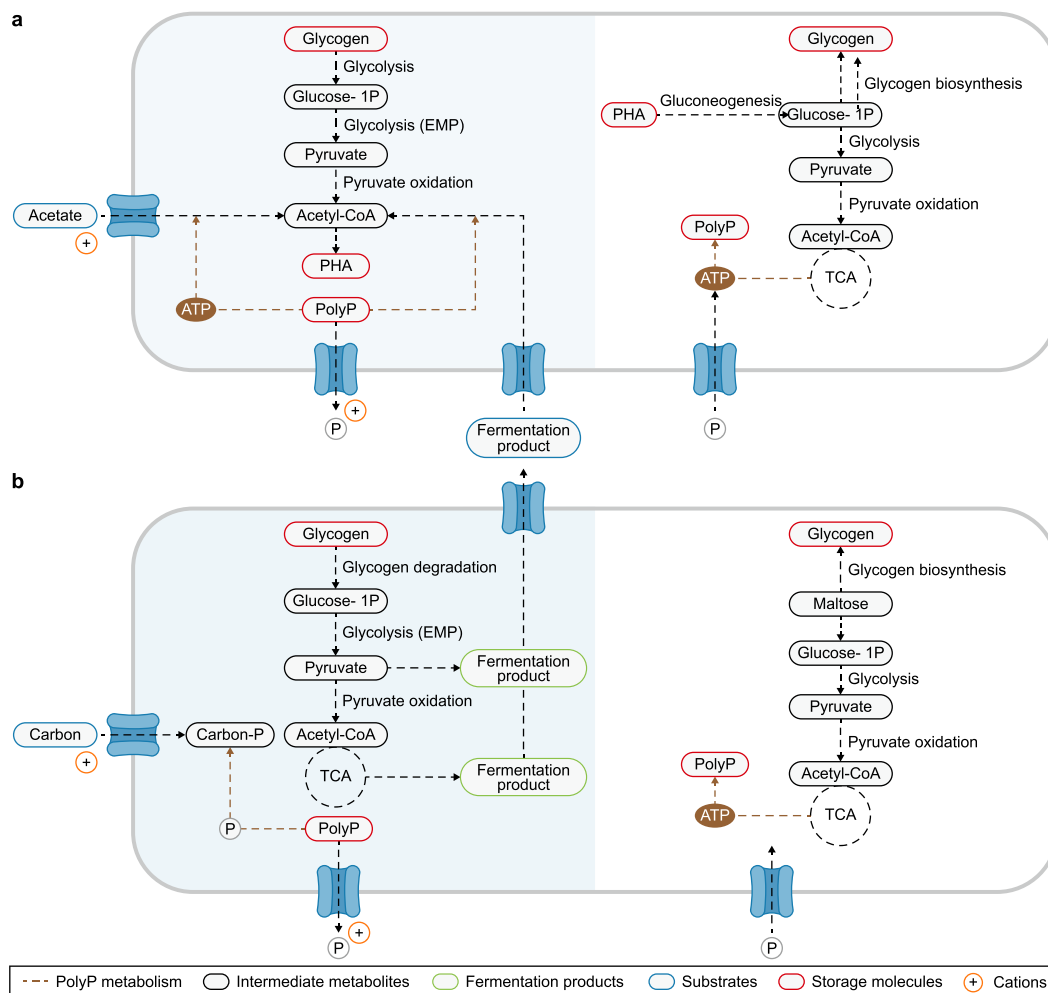 a
Glycogen
Glycolysis
Glucose- 1P
Glycolysis (EMP)
Pyruvate
Pyruvate oxidation
Acetate
+
Acetyl-CoA
PHA
ATP
PolyP
+
P
Fermentation
product
Glycogen
Glycogen biosynthesis
PHA
Gluconeogenesis
Glucose- 1P
Glycolysis
Pyruvate
Pyruvate oxidation
PolyP
Acetyl-CoA
ATP
TCA
P
b
Glycogen
Glycogen degradation
Glucose- 1P
Glycolysis (EMP)
Pyruvate
Fermentation
product
Pyruvate oxidation
Carbon
+
Carbon-P
Acetyl-CoA
TCA
Fermentation
product
P
PolyP
+
P
Glycogen
Glycogen biosynthesis
Maltose
Glucose- 1P
Glycolysis
Pyruvate
Pyruvate oxidation
PolyP
Acetyl-CoA
ATP
TCA
P
PolyP metabolism
Intermediate metabolites
Fermentation products
Substrates
Storage molecules
+ Cations